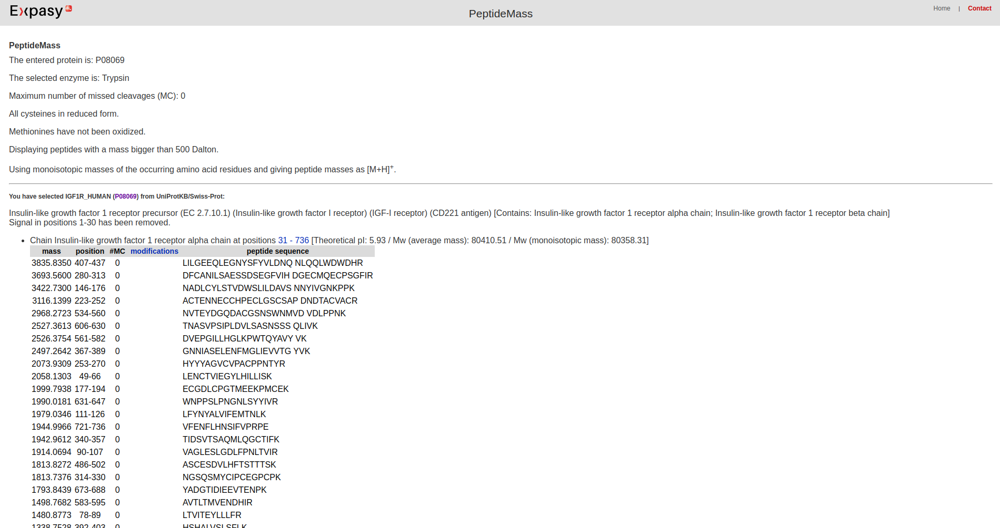 Expasy
PeptideMass
Home | Contact
PeptideMass
The entered protein is: P08069
The selected enzyme is: Trypsin
Maximum number of missed cleavages (MC): 0
All cysteines in reduced form.
Methionines have not been oxidized.
Displaying peptides with a mass bigger than 500 Dalton.
Using monoisotopic masses of the occurring amino acid residues and giving peptide masses as [M+H]+.
You have selected IGF1R_HUMAN (P08069) from UniProtKB/Swiss-Prot:
Insulin-like growth factor 1 receptor precursor (EC 2.7.10.1) (Insulin-like growth factor I receptor) (IGF-I receptor) (CD221 antigen) [Contains: Insulin-like growth factor 1 receptor alpha chain; Insulin-like growth factor 1 receptor beta chain]
Signal in positions 1-30 has been removed.
• Chain Insulin-like growth factor 1 receptor alpha chain at positions 31 - 736 [Theoretical pI: 5.93 / Mw (average mass): 80410.51 / Mw (monoisotopic mass): 80358.31]
mass position #MC modifications peptide sequence
3835.8350 407-437 0 LILGEEQLEGNYSFYVLDNQ NLQQLWDWDHR
3693.5600 280-313 0 DFCANILSAESSDSEGFVIH DGECMQECPSGFIR
3422.7300 146-176 0 NADLCYLSTVDWSLILDAVS NNYIVGNKPPK
3116.1399 223-252 0 ACTENNECCHPECLGSCSAP DNDTACVACR
2968.2723 534-560 0 NVTEYDGQDACGSNSWNMVD VDLPPNK
2527.3613 606-630 0 TNASVPSIPLDVLSASNSSS QLIVK
2526.3754 561-582 0 DVEPGILLHGLKPWTQYAVY VK
2497.2642 367-389 0 GNNIASELENFMGLIEVVTG YVK
2073.9309 253-270 0 HYYYAGVCVPACPPNTYR
2058.1303 49-66 0 LENCTVIEGYLHILLISK
1999.7938 177-194 0 ECGDLCPGTMEEKPMCEK
1990.0181 631-647 0 WNPPSLPNGNLSYYIVR
1979.0346 111-126 0 LFYNYALVIFEMTNLK
1944.9966 721-736 0 VFENFLHNSIFVPRPE
1942.9612 340-357 0 TIDSVTSAQMLQGCTIFK
1914.0694 90-107 0 VAGLESLGDLFPNLTVIR
1813.8272 486-502 0 ASCESDVLHFTSTTTSK
1813.7376 314-330 0 NGSQSMYCIPCEGPCPK
1793.8439 673-688 0 YADGTIDIEEVTENPK
1498.7682 583-595 0 AVTLTMVENDHIR
1480.8773 78-89 0 LTVITEYLLLFR
1338.7528 392-403 0 HSHALVSLSFLK